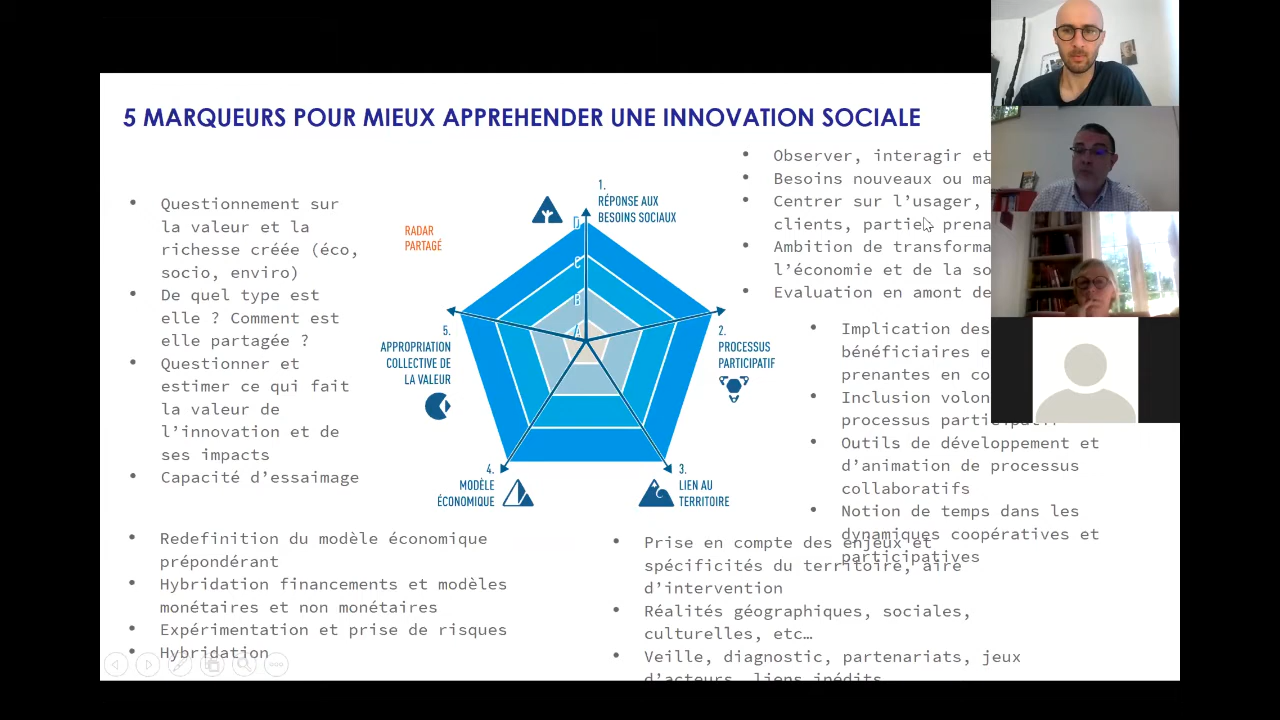 5 MARQUEURS POUR MIEUX APPREHENDER UNE INNOVATION SOCIALE
• Questionnement sur
la valeur et la
richesse créée (éco,
socio, enviro)
• De quel type est
elle ? Comment est
elle partagée ?
• Questionner et
estimer ce qui fait
la valeur de
l’innovation et de
ses impacts
• Capacité d’essaimage
RADAR
PARTAGÉ
1.
RÉPONSE AUX
BESOINS SOCIAUX
D
C
B
A
2.
PROCESSUS
PARTICIPATIF
3.
LIEN AU
TERRITOIRE
4.
MODÈLE
ÉCONOMIQUE
5.
APPROPRIATION
COLLECTIVE DE
LA VALEUR
• Observer, interagir et
• Besoins nouveaux ou ma
• Centrer sur l’usager,
clients, parties prena
• Ambition de transforma
l’économie et de la so
• Evaluation en amont de
• Implication des
bénéficiaires e
prenantes en co
• Inclusion volon
processus participatif
• Outils de développement et
d’animation de processus
collaboratifs
• Notion de temps dans les
dynamiques coopératives et
participatives
• Redefinition du modèle économique
prépondérant
• Hybridation financements et modèles
monétaires et non monétaires
• Expérimentation et prise de risques
• Hybridation
• Prise en compte des enjeux et
spécificités du territoire, aire
d’intervention
• Réalités géographiques, sociales,
culturelles, etc…
• Veille, diagnostic, partenariats, jeux
d’acteurs, liens inédits